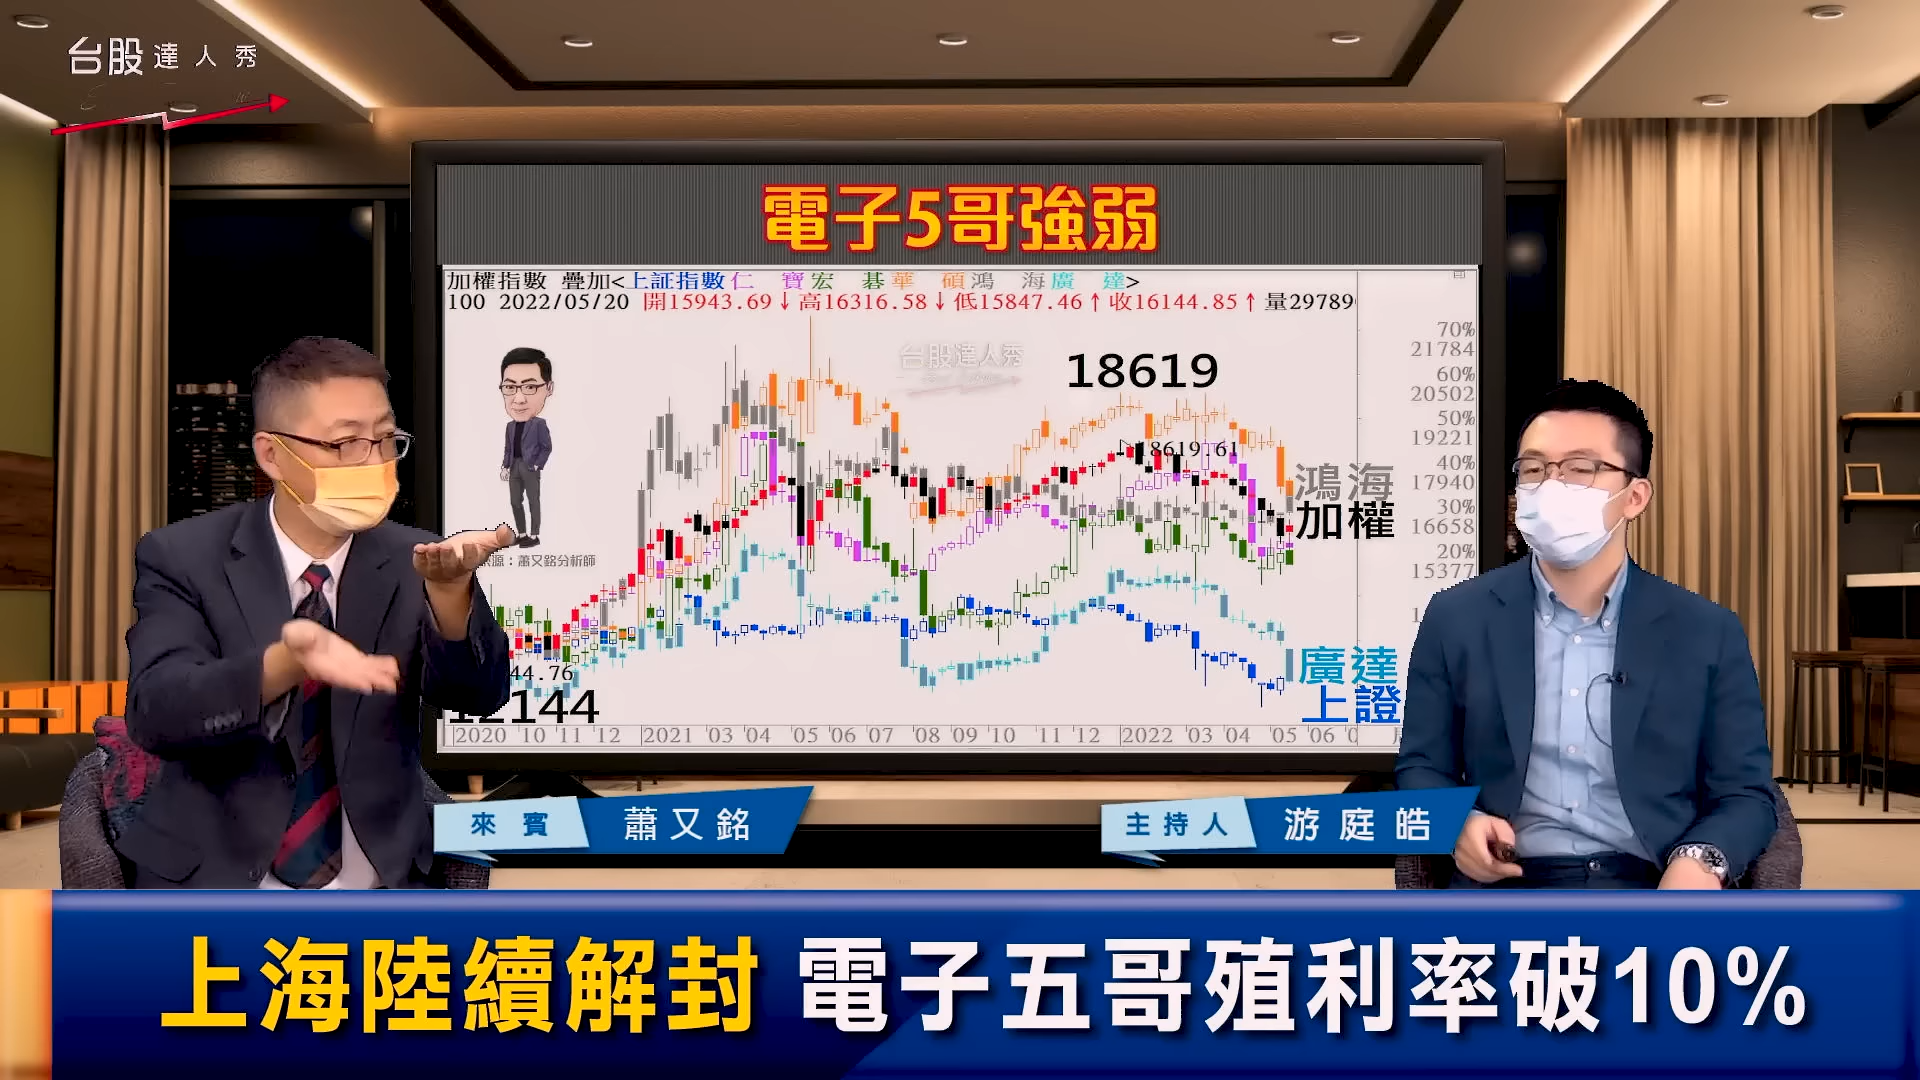 台股達人秀
電子5哥強弱
加權指數 疊加<上証指數仁 寶宏 碁華 碩鴻 海廣 達>
100 2022/05/20 開15943.69↓高16316.58↓低15847.46↑收16144.85↑量29789
70%
台股達人秀
18619
21784
60%
20502
50%
19221
18619.61
40%
鴻海
17940
30%
加權
16658
20%
源：蕭又銘分析師
15377
廣達
44.76
12144
上證
2020 10 11 12 2021 03 04 05 06 07 08 09 10 11 12 2022 03 04 05 06
來賓 蕭又銘
主持人 游庭皓
上海陸續解封 電子五哥殖利率破10%